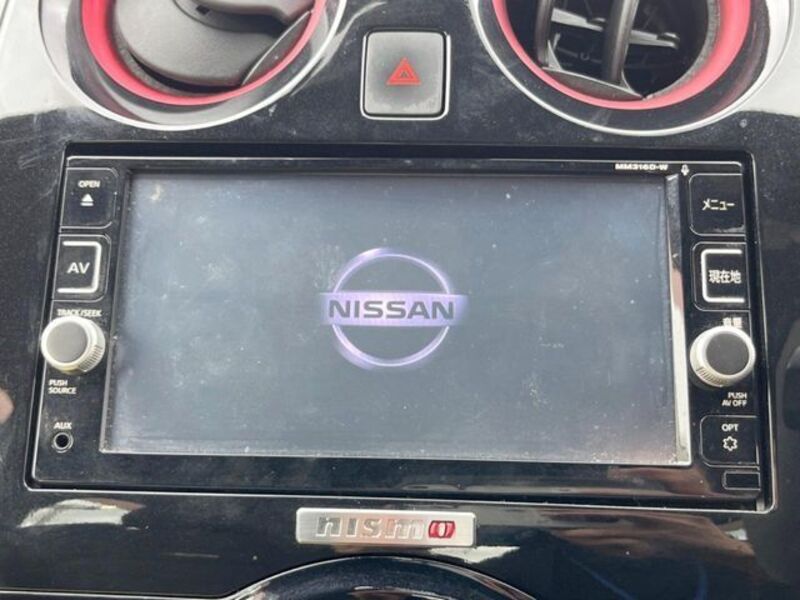 MM316D-W
OPEN
メニュー
AV
現在地
TRACK/SEEK
音量
NISSAN
PUSH
SOURCE
PUSH
AV OFF
AUX
OPT
nismo